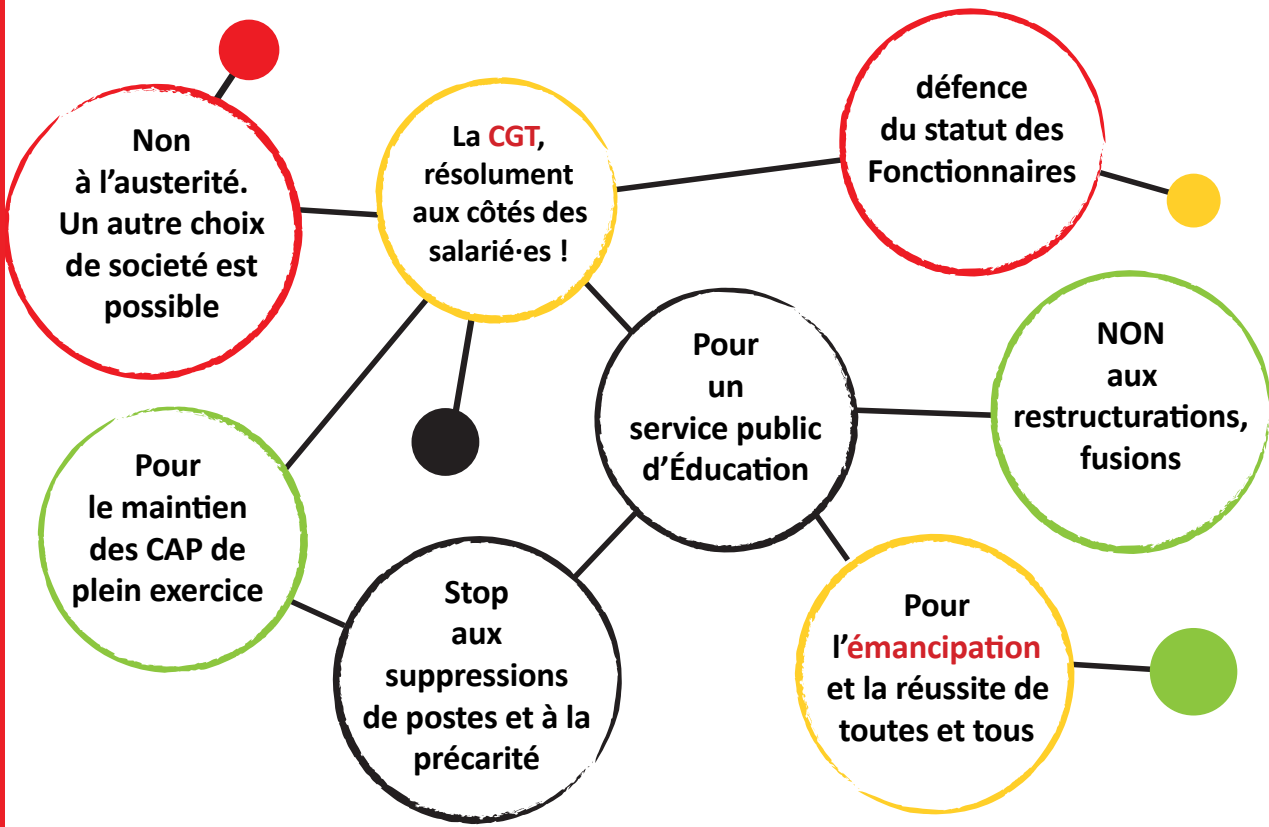 Non
à l'austerité.
Un autre choix
de societé est
possible
La CGT,
résolument
aux côtés des
salarié·es !
défence
du statut des
Fonctionnaires
Pour
un
service public
d'Éducation
NON
aux
restructurations,
fusions
Pour
le maintien
des CAP de
plein exercice
Stop
aux
suppressions
de postes et à la
précarité
Pour
l'émancipation
et la réussite de
toutes et tous